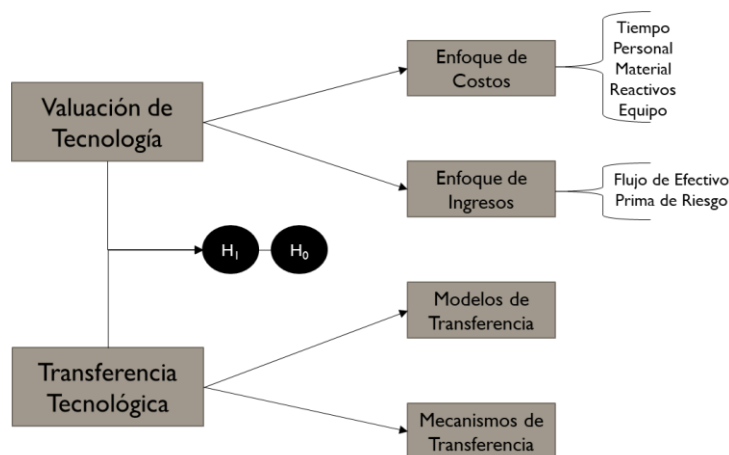 Valuación de
Tecnología
Enfoque de
Costos
Tiempo
Personal
Material
Reactivos
Equipo
Enfoque de
Ingresos
Flujo de Efectivo
Prima de Riesgo
H₁
H₀
Transferencia
Tecnológica
Modelos de
Transferencia
Mecanismos de
Transferencia